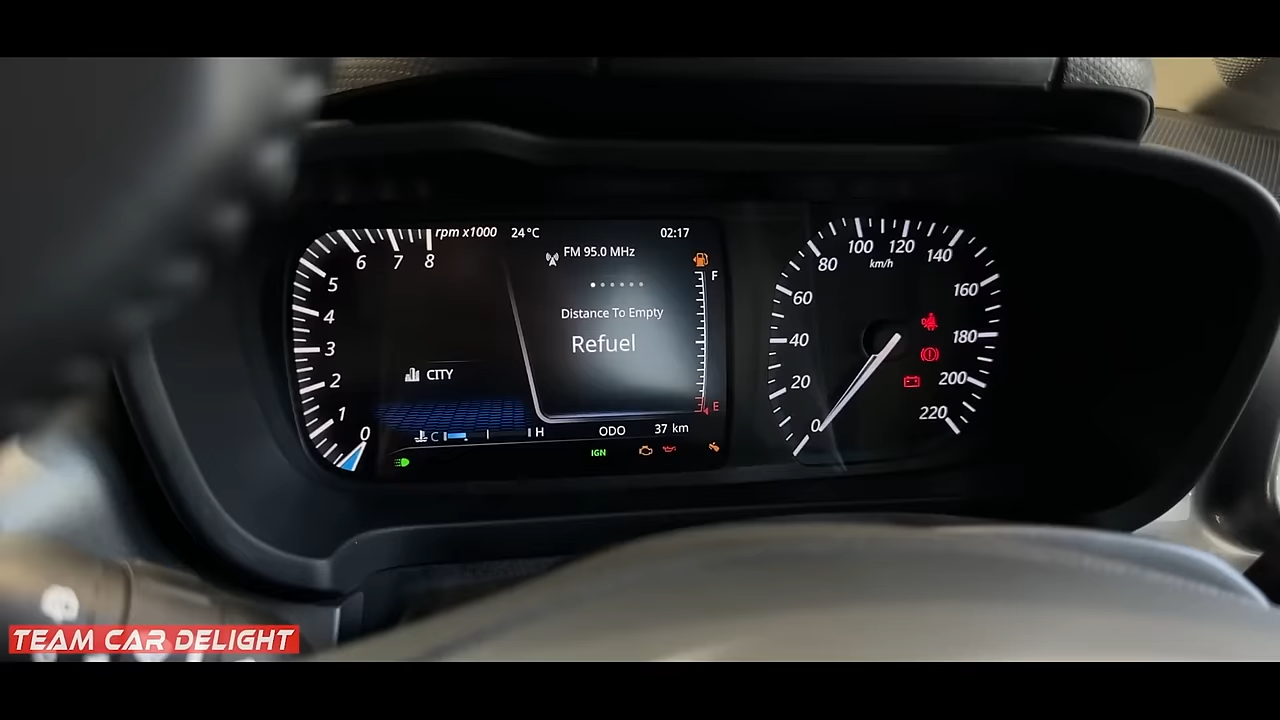 rpm x1000
24°C
02:17
FM 95.0 MHz
F
Distance To Empty
Refuel
CITY
E
C
H
ODO
37 km
IGN
0
1
2
3
4
5
6
7
8
0
20
40
60
80
100
120
140
160
180
200
220
km/h
TEAM CAR DELIGHT